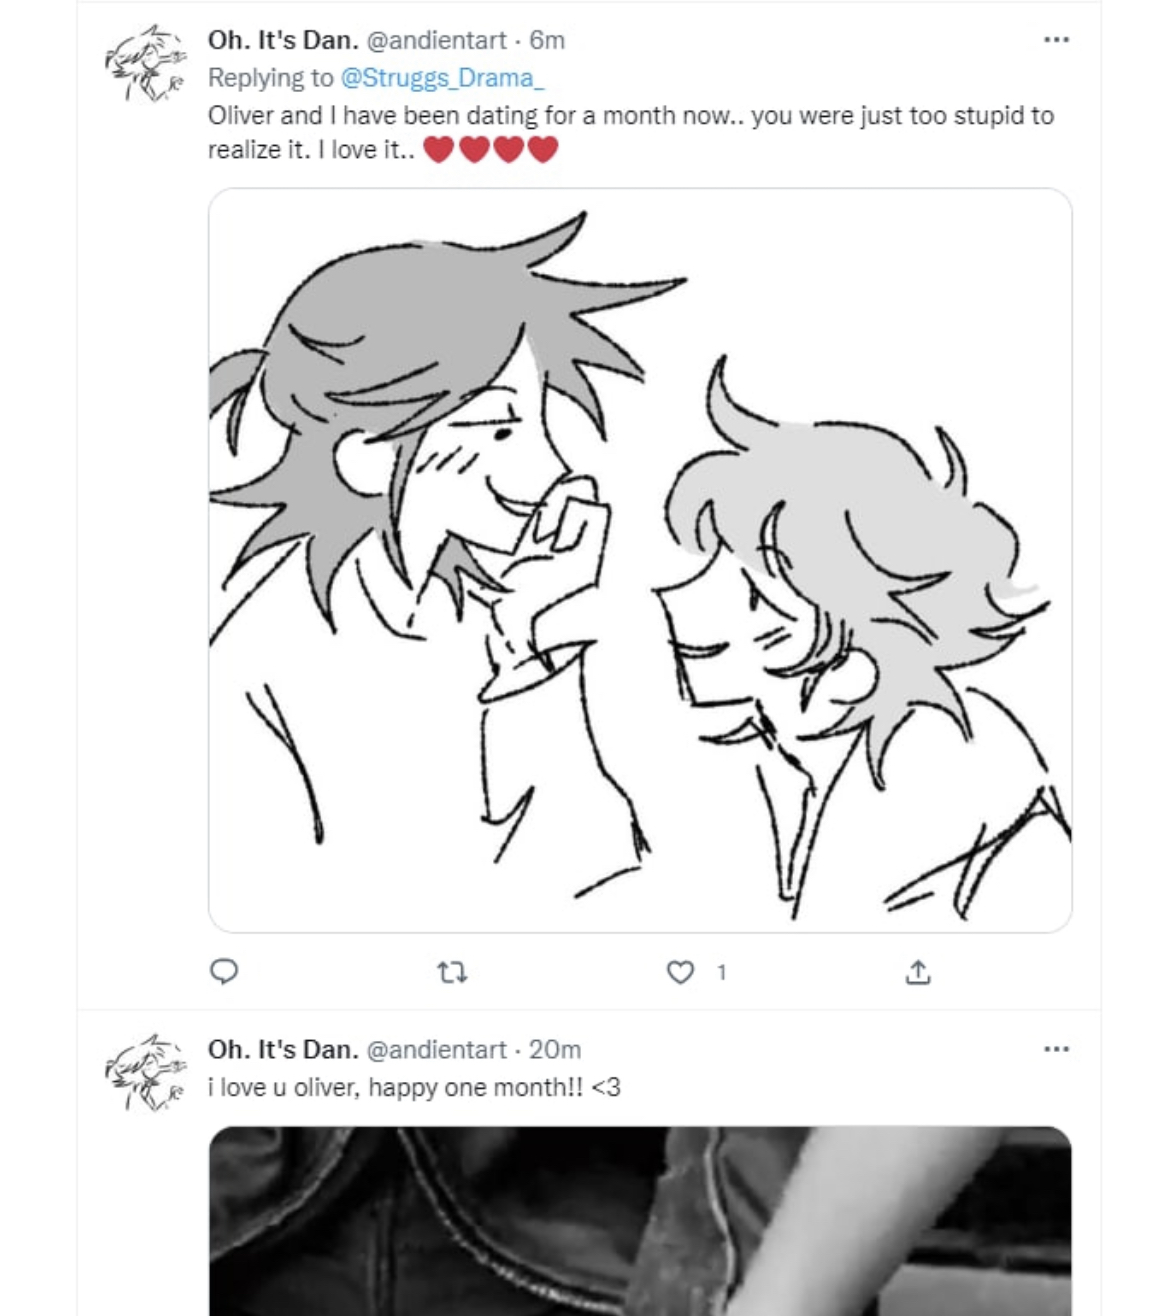 Oh. It's Dan. @andientart · 6m
Replying to @Struggs_Drama_
Oliver and I have been dating for a month now.. you were just too stupid to
realize it. I love it.. ♥♥♥♥
1
Oh. It's Dan. @andientart · 20m
i love u oliver, happy one month!! <3